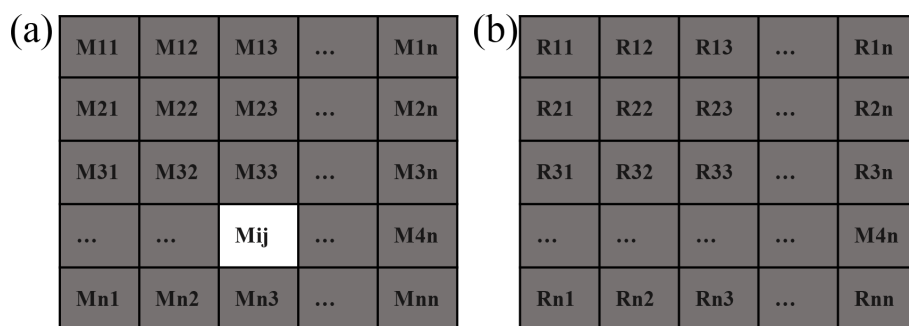 (a) M11 M12 M13 ... M1n
M21 M22 M23 ... M2n
M31 M32 M33 ... M3n
... ... Mij ... M4n
Mn1 Mn2 Mn3 ... Mnn
(b) R11 R12 R13 ... R1n
R21 R22 R23 ... R2n
R31 R32 R33 ... R3n
... ... ... ... M4n
Rn1 Rn2 Rn3 ... Rnn